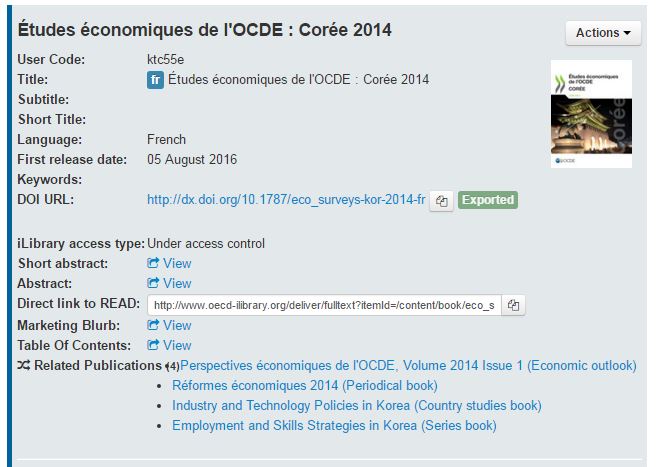 Études économiques de l'OCDE : Corée 2014
Actions
User Code: ktc55e
Title: fr Études économiques de l'OCDE : Corée 2014
Subtitle:
Short Title:
Language: French
First release date: 05 August 2016
Keywords:
DOI URL: http://dx.doi.org/10.1787/eco_surveys-kor-2014-fr Exported
Études économiques
de l'OCDE
CORÉE
corée
OCDE
iLibrary access type: Under access control
Short abstract: View
Abstract: View
Direct link to READ: http://www.oecd-ilibrary.org/deliver/fulltext?itemId=/content/book/eco_s
Marketing Blurb: View
Table Of Contents: View
Related Publications (4) Perspectives économiques de l'OCDE, Volume 2014 Issue 1 (Economic outlook)
• Réformes économiques 2014 (Periodical book)
• Industry and Technology Policies in Korea (Country studies book)
• Employment and Skills Strategies in Korea (Series book)